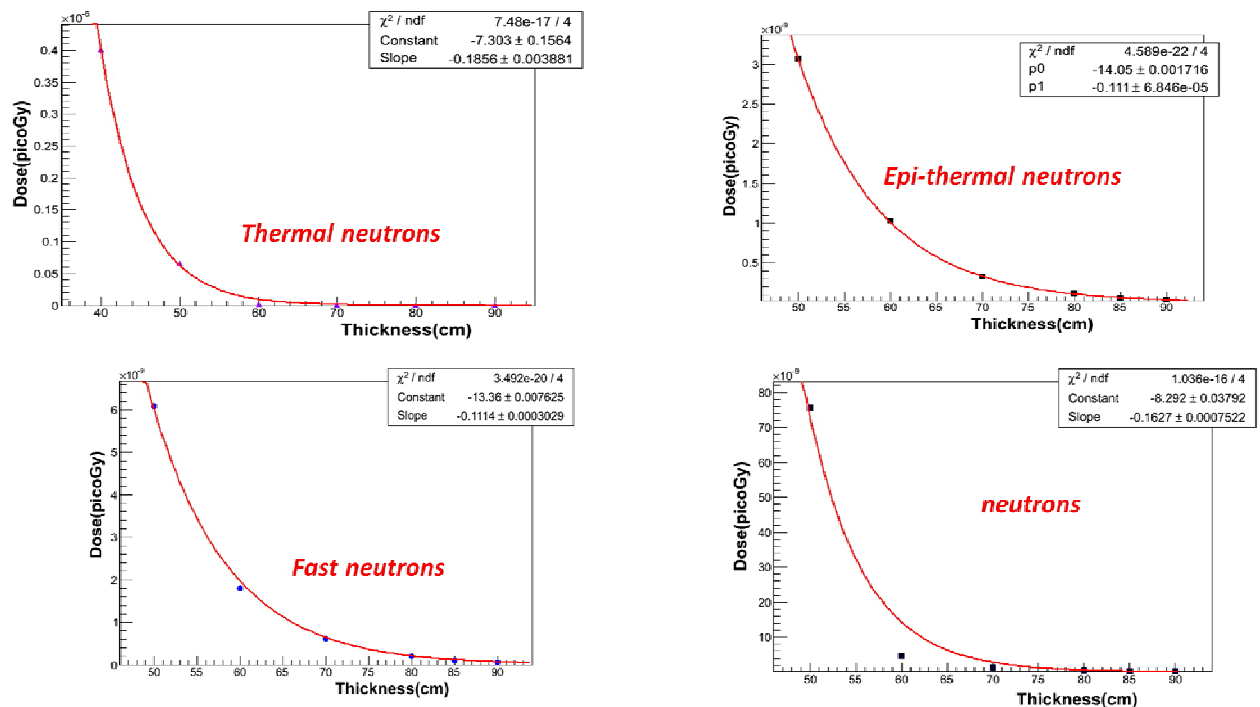 ×10⁻⁶
χ² / ndf 7.48e-17 / 4
Constant -7.303 ± 0.1564
Slope -0.1856 ± 0.003881
0.4
0.35
0.3
0.25
0.2
0.15
0.1
0.05
0
Dose(picoGy)
Thermal neutrons
40 50 60 70 80 90
Thickness(cm)
×10⁻⁹
χ² / ndf 4.589e-22 / 4
p0 -14.05 ± 0.001716
p1 -0.111 ± 6.846e-05
3
2.5
2
1.5
1
0.5
Dose(picoGy)
Epi-thermal neutrons
50 55 60 65 70 75 80 85 90
Thickness(cm)
×10⁻⁹
χ² / ndf 3.492e-20 / 4
Constant -13.36 ± 0.007625
Slope -0.1114 ± 0.0003029
6
5
4
3
2
1
0
Dose(picoGy)
Fast neutrons
50 55 60 65 70 75 80 85 90
Thickness(cm)
×10⁻⁹
χ² / ndf 1.036e-16 / 4
Constant -8.292 ± 0.03792
Slope -0.1627 ± 0.0007522
80
70
60
50
40
30
20
10
Dose(picoGy)
neutrons
50 55 60 65 70 75 80 85 90
Thickness(cm)